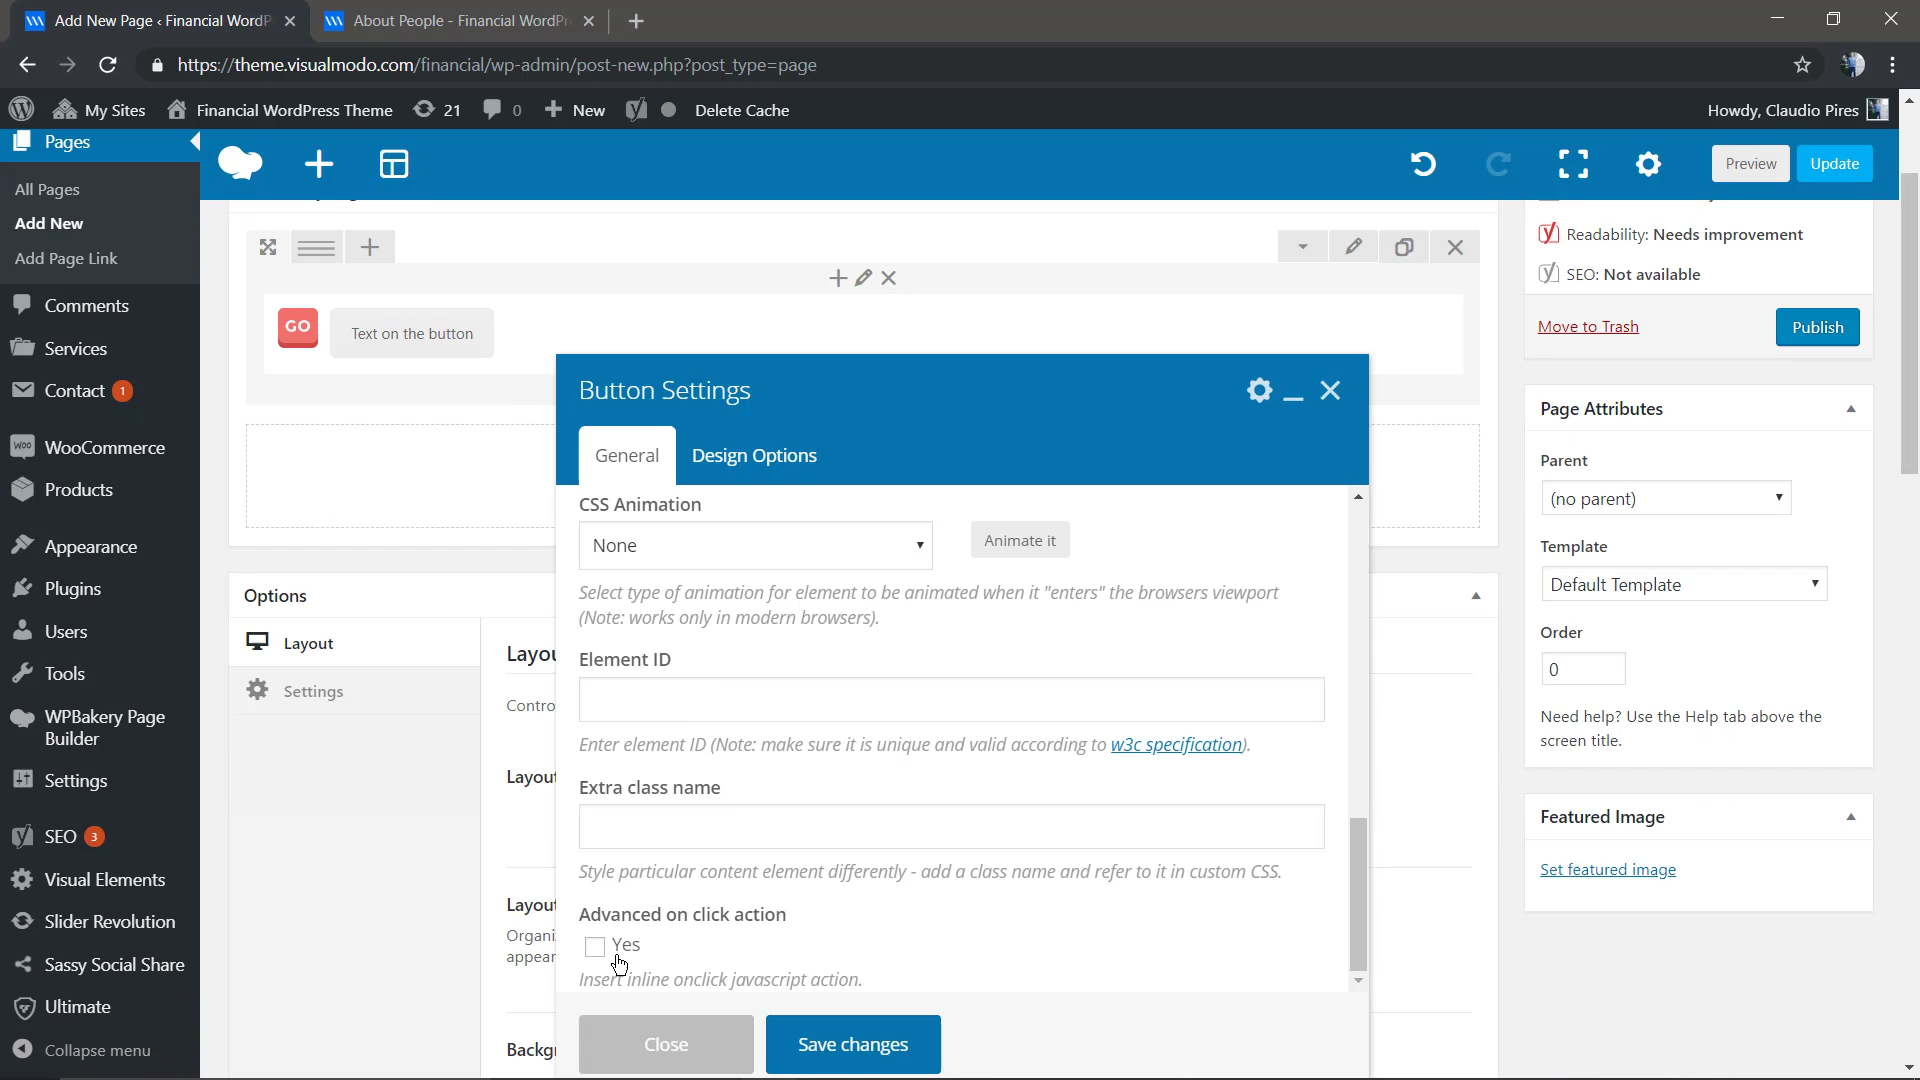 Add New Page ‹ Financial WordP
About People - Financial WordPr
https://theme.visualmodo.com/financial/wp-admin/post-new.php?post_type=page
My Sites
Financial WordPress Theme
21
0
New
Delete Cache
Howdy, Claudio Pires
Pages
All Pages
Add New
Add Page Link
Comments
Services
Contact 1
WooCommerce
Products
Appearance
Plugins
Users
Tools
WPBakery Page
Builder
Settings
SEO 3
Visual Elements
Slider Revolution
Sassy Social Share
Ultimate
Collapse menu
Preview
Update
GO
Text on the button
Options
Layout
Settings
Layou
Contro
Layout
Layout
Organi
appear
Backg
Button Settings
General
Design Options
CSS Animation
None
Animate it
Select type of animation for element to be animated when it "enters" the browsers viewport
(Note: works only in modern browsers).
Element ID
Enter element ID (Note: make sure it is unique and valid according to w3c specification).
Extra class name
Style particular content element differently - add a class name and refer to it in custom CSS.
Advanced on click action
Yes
Insert inline onclick javascript action.
Close
Save changes
Readability: Needs improvement
SEO: Not available
Move to Trash
Publish
Page Attributes
Parent
(no parent)
Template
Default Template
Order
0
Need help? Use the Help tab above the
screen title.
Featured Image
Set featured image